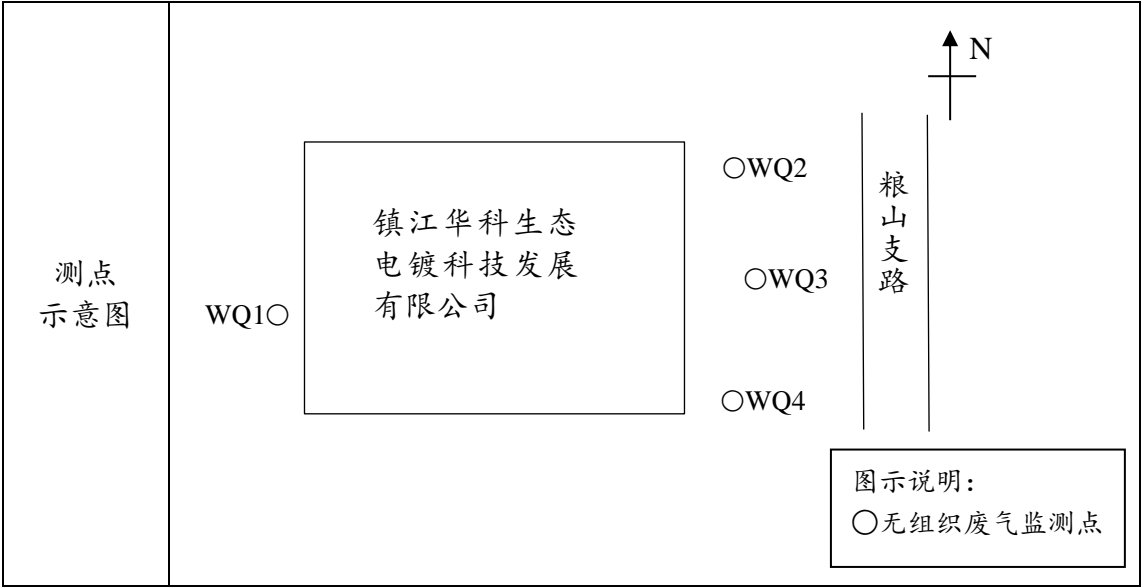 测点
示意图
N
镇江华科生态
电镀科技发展
有限公司
WQ1○
○WQ2
○WQ3
○WQ4
粮山支路
图示说明：
○无组织废气监测点